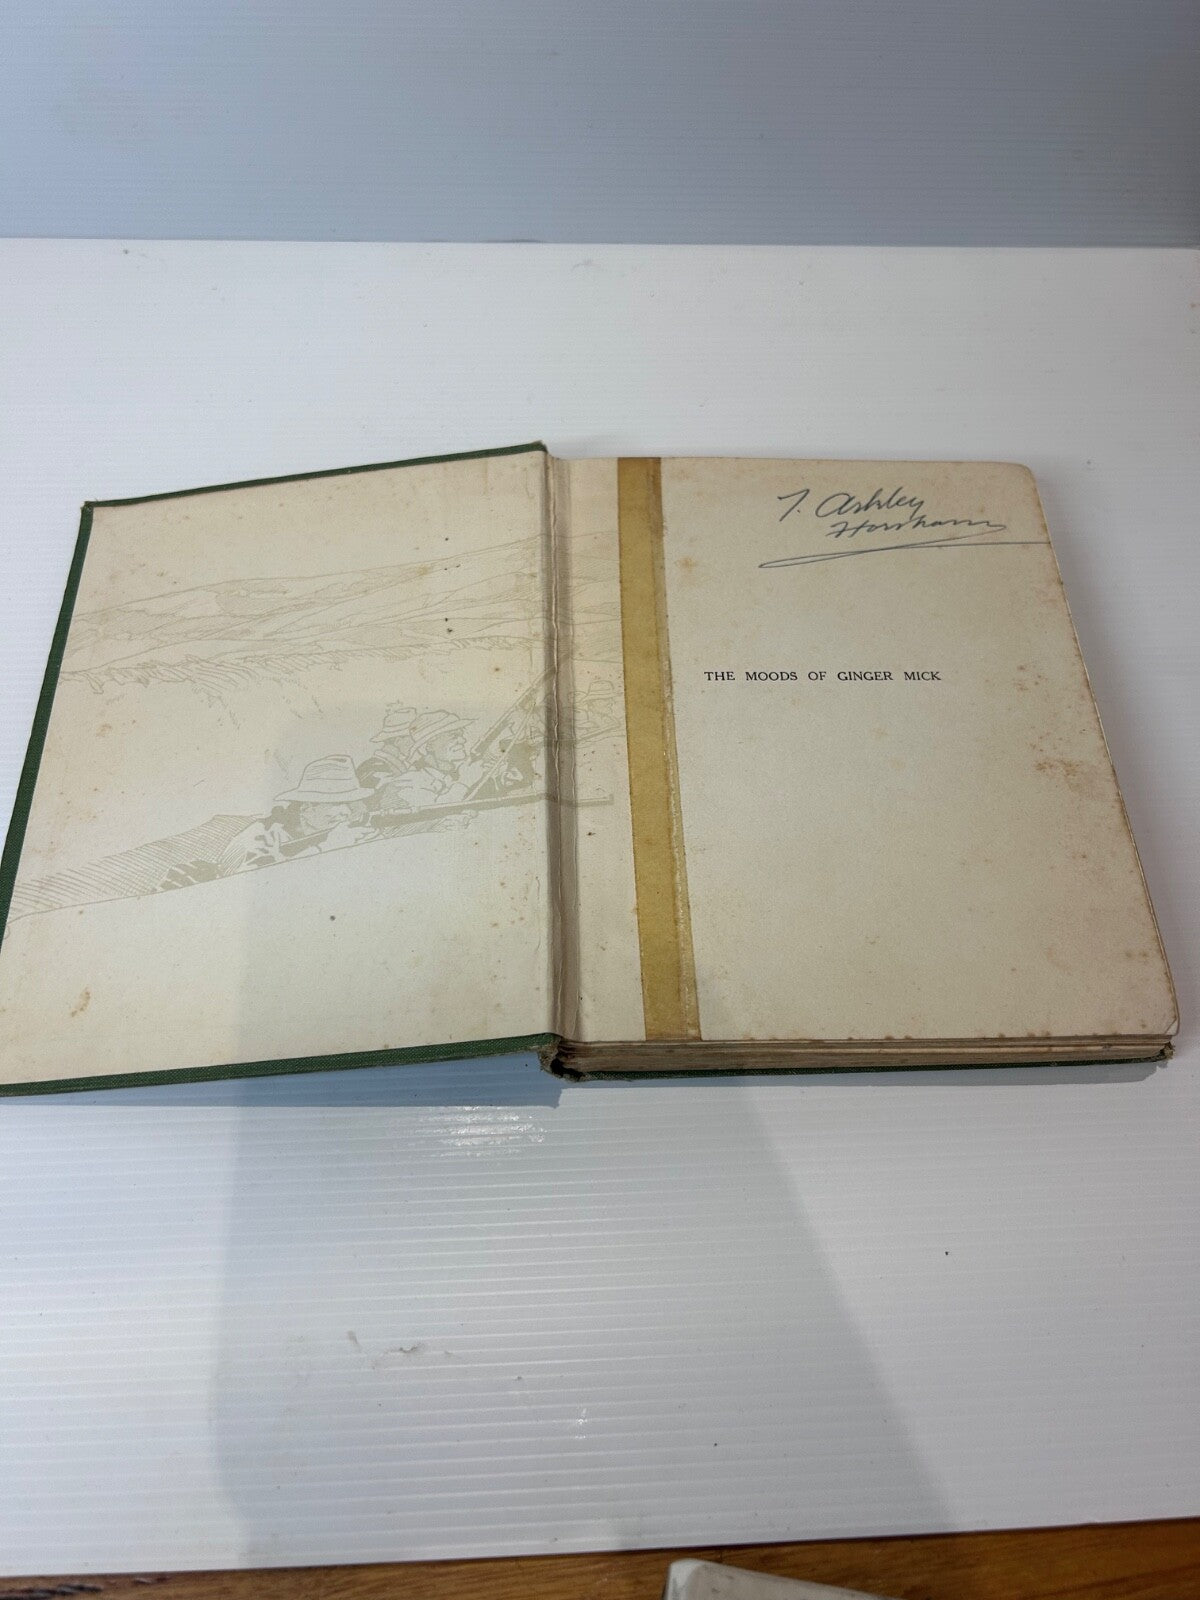 T. Ashley
Horsham
THE MOODS OF GINGER MICK